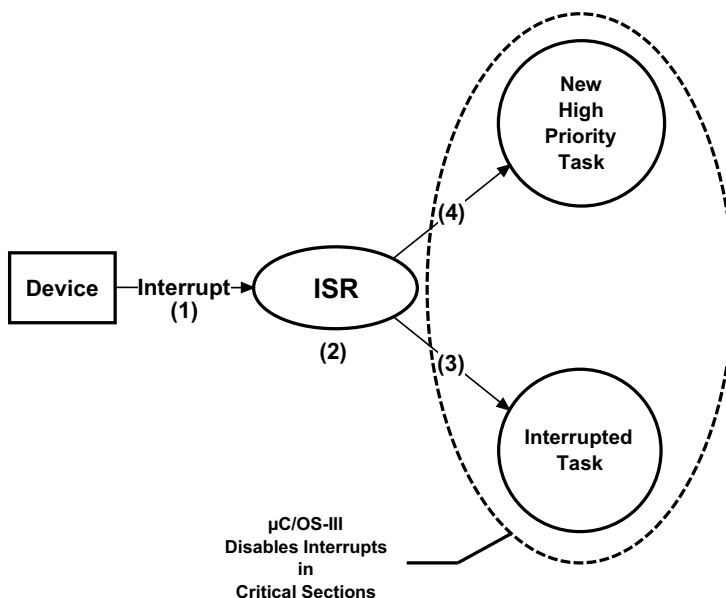 New
High
Priority
Task
(4)
Device
Interrupt
(1)
ISR
(2)
(3)
Interrupted
Task
µC/OS-III
Disables Interrupts
in
Critical Sections